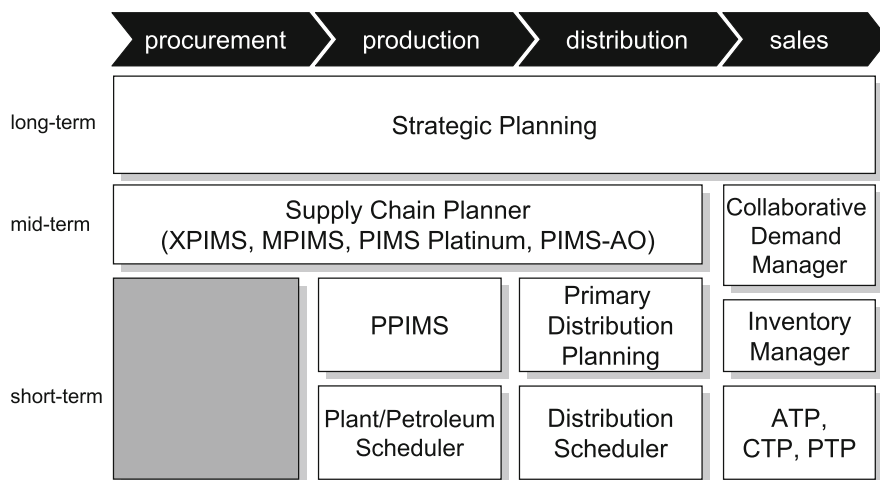 procurement
production
distribution
sales
long-term
Strategic Planning
mid-term
Supply Chain Planner
(XPIMS, MPIMS, PIMS Platinum, PIMS-AO)
Collaborative
Demand
Manager
short-term
PPIMS
Primary
Distribution
Planning
Inventory
Manager
Plant/Petroleum
Scheduler
Distribution
Scheduler
ATP,
CTP, PTP